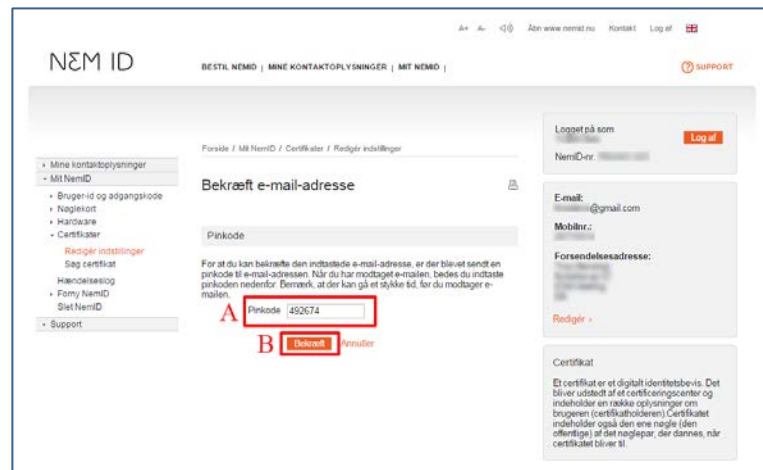 A+ A- Åbn www.nemid.nu Kontakt Log af
NEM ID
BESTIL NEMID | MINE KONTAKTOPLYSNINGER | MIT NEMID |
? SUPPORT
Forside / Mit NemID / Certifikater / Redigér indstillinger
Mine kontaktoplysninger
Mit NemID
Bruger-id og adgangskode
Nøglekort
Hardware
Certifikater
Redigér indstillinger
Søg certifikat
Hændelseslog
Forny NemID
Slet NemID
Support
Bekræft e-mail-adresse
Pinkode
For at du kan bekræfte den indtastede e-mail-adresse, er der blevet sendt en
pinkode til e-mail-adressen. Når du har modtaget e-mailen, bedes du indtaste
pinkoden nedenfor. Bemærk, at der kan gå et stykke tid, før du modtager e-
mailen.
A Pinkode 492674
B Bekræft Annuller
Logget på som
Log af
NemID-nr.
E-mail:
@gmail.com
Mobilnr.:
Forsendelsesadresse:
Redigér »
Certifikat
Et certifikat er et digitalt identitetsbevis. Det
bliver udstedt af et certificeringscenter og
indeholder en række oplysninger om
brugeren (certifikatholderen).Certifikatet
indeholder også den ene nøgle (den
offentlige) af det nøglepar, der dannes, når
certifikatet bliver til.